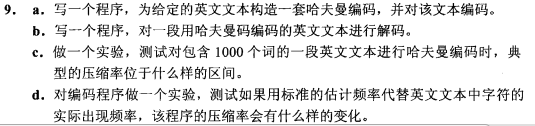 9. a. 写一个程序，为给定的英文文本构造一套哈夫曼编码，并对该文本编码。
b. 写一个程序，对一段用哈夫曼码编码的英文文本进行解码。
c. 做一个实验，测试对包含 1000 个词的一段英文文本进行哈夫曼编码时，典
型的压缩率位于什么样的区间。
d. 对编码程序做一个实验，测试如果用标准的估计频率代替英文文本中字符的
实际出现频率，该程序的压缩率会有什么样的变化。